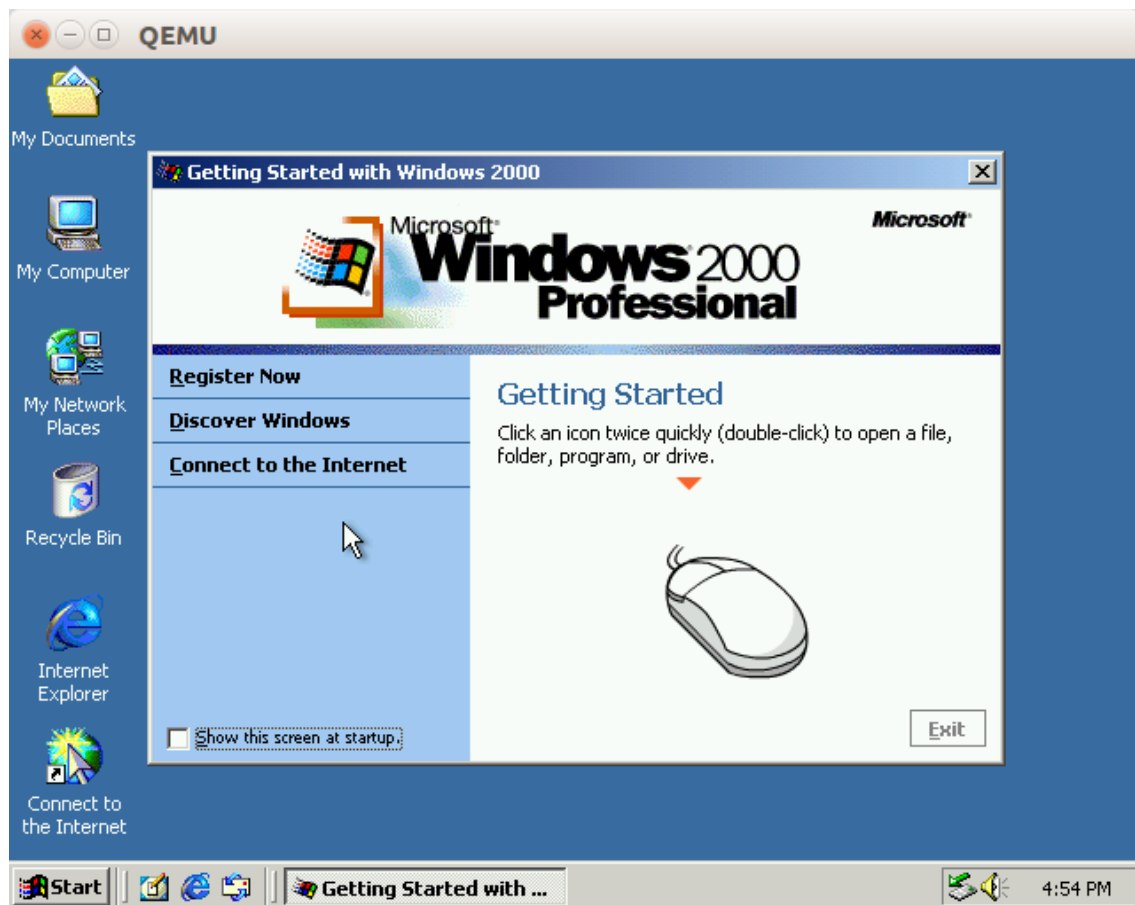 QEMU
My Documents
My Computer
My Network
Places
Recycle Bin
Internet
Explorer
Connect to
the Internet
Getting Started with Windows 2000
Microsoft
Windows 2000
Professional
Microsoft
Register Now
Discover Windows
Connect to the Internet
Getting Started
Click an icon twice quickly (double-click) to open a file,
folder, program, or drive.
Show this screen at startup.
Exit
Start
Getting Started with ...
4:54 PM